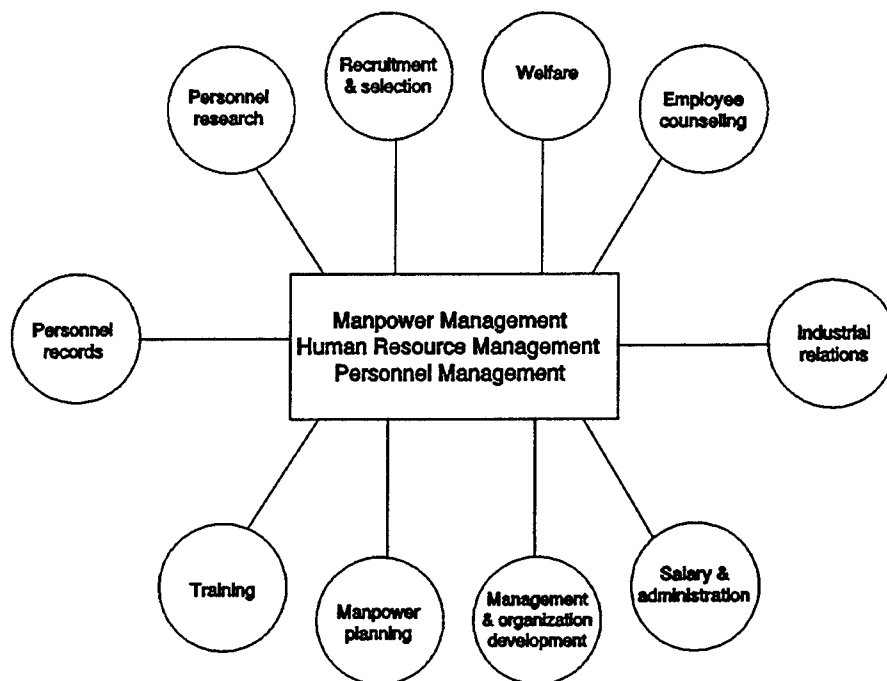 Recruitment
& selection
Welfare
Personnel
research
Employee
counseling
Manpower Management
Human Resource Management
Personnel Management
Personnel
records
Industrial
relations
Training
Manpower
planning
Management
& organization
development
Salary &
administration